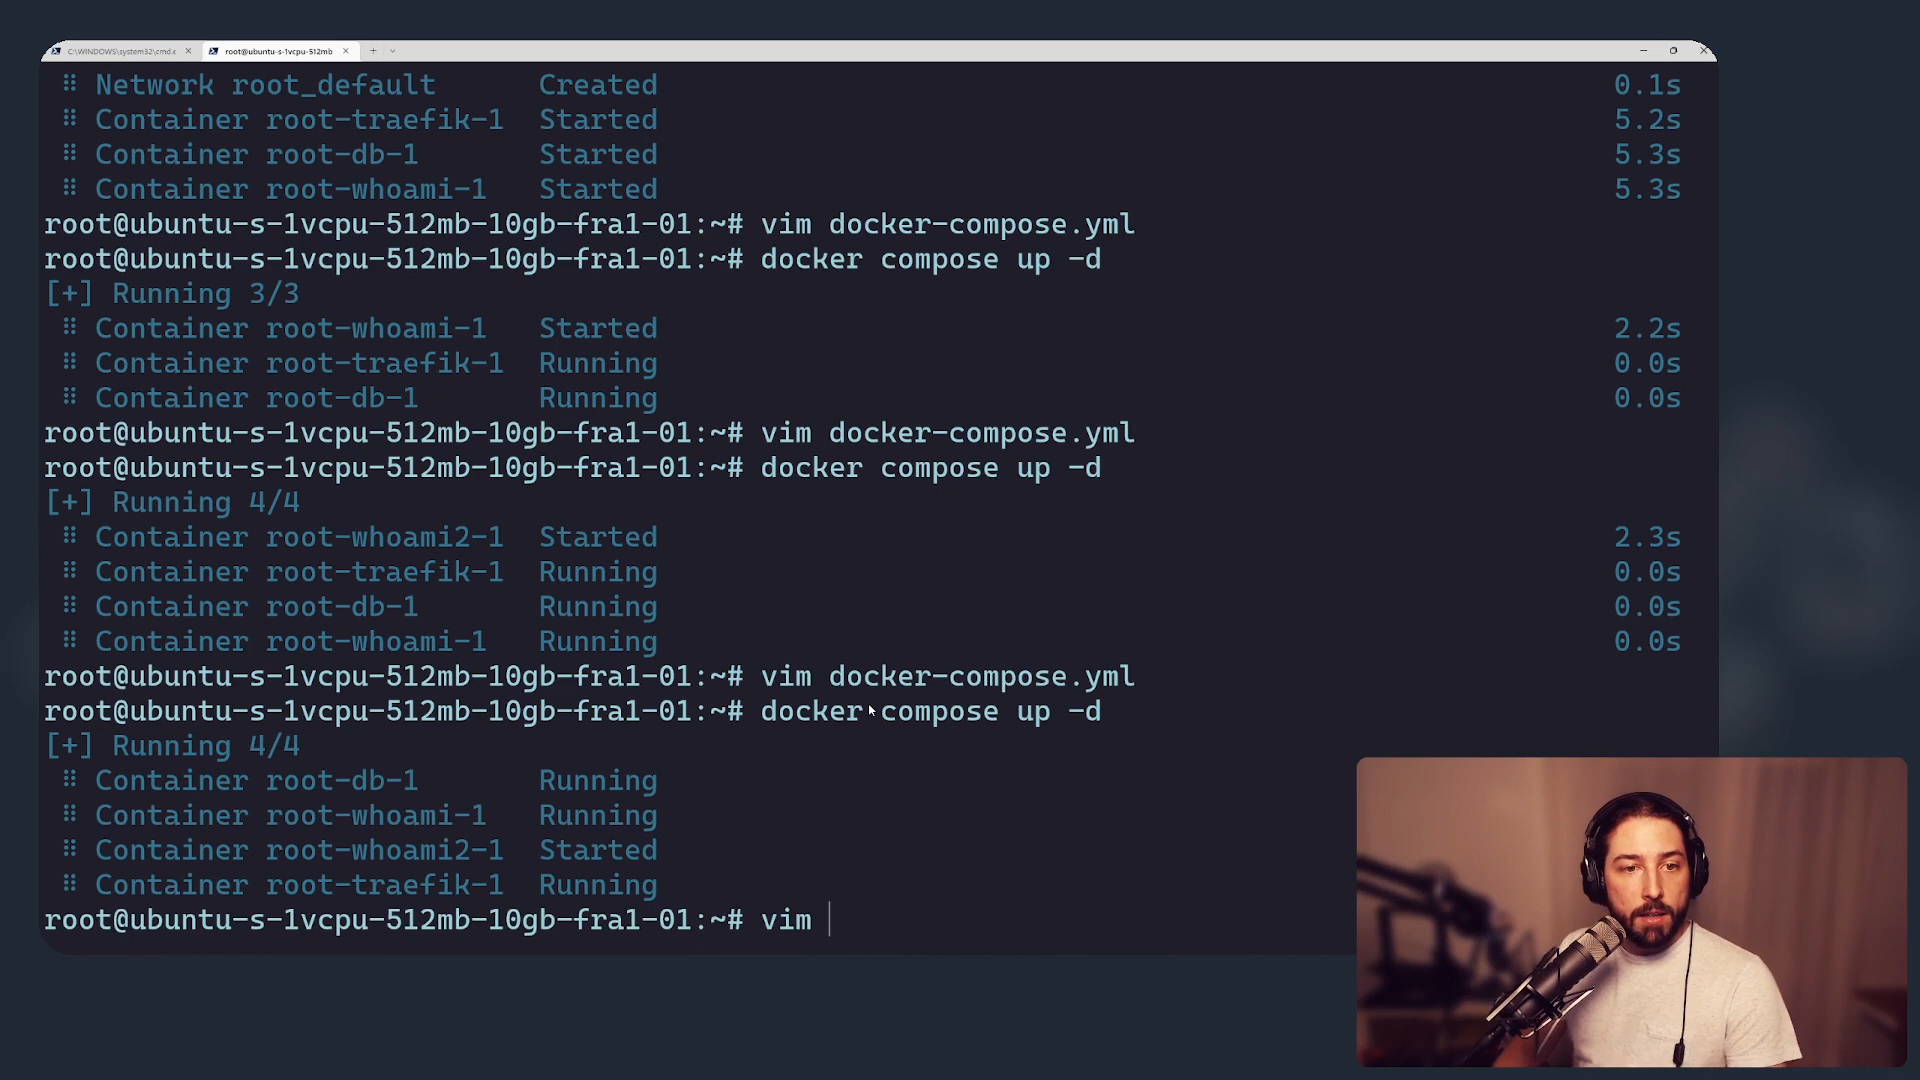 C:\WINDOWS\system32\cmd.e
root@ubuntu-s-1vcpu-512mb
Network root_default Created 0.1s
Container root-traefik-1 Started 5.2s
Container root-db-1 Started 5.3s
Container root-whoami-1 Started 5.3s
root@ubuntu-s-1vcpu-512mb-10gb-fra1-01:~# vim docker-compose.yml
root@ubuntu-s-1vcpu-512mb-10gb-fra1-01:~# docker compose up -d
[+] Running 3/3
Container root-whoami-1 Started 2.2s
Container root-traefik-1 Running 0.0s
Container root-db-1 Running 0.0s
root@ubuntu-s-1vcpu-512mb-10gb-fra1-01:~# vim docker-compose.yml
root@ubuntu-s-1vcpu-512mb-10gb-fra1-01:~# docker compose up -d
[+] Running 4/4
Container root-whoami2-1 Started 2.3s
Container root-traefik-1 Running 0.0s
Container root-db-1 Running 0.0s
Container root-whoami-1 Running 0.0s
root@ubuntu-s-1vcpu-512mb-10gb-fra1-01:~# vim docker-compose.yml
root@ubuntu-s-1vcpu-512mb-10gb-fra1-01:~# docker compose up -d
[+] Running 4/4
Container root-db-1 Running
Container root-whoami-1 Running
Container root-whoami2-1 Started
Container root-traefik-1 Running
root@ubuntu-s-1vcpu-512mb-10gb-fra1-01:~# vim